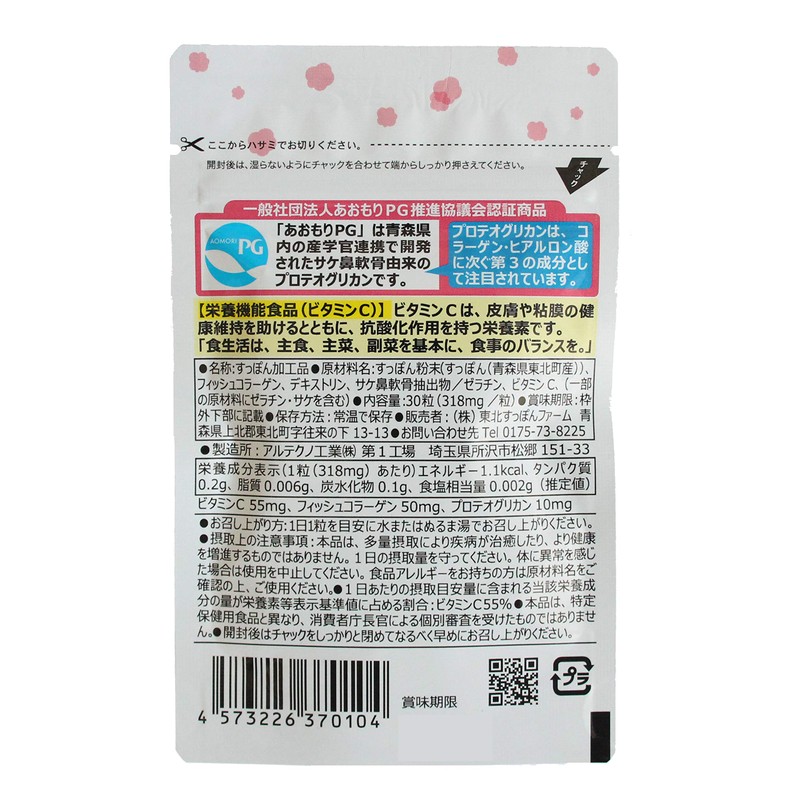 ここからハサミでお切りください。
開封後は、湿らないようにチャックを合わせて端からしっかり押さえてください。
チャック
一般社団法人あおもりPG推進協議会認証商品
AOMORI PG
「あおもりPG」は青森県
内の産学官連携で開発
されたサケ鼻軟骨由来の
プロテオグリカンです。
プロテオグリカンは、コ
ラーゲン・ヒアルロン酸
に次ぐ第3の成分とし
て注目されています。
【栄養機能食品(ビタミンC)】ビタミンCは、皮膚や粘膜の健
康維持を助けるとともに、抗酸化作用を持つ栄養素です。
「食生活は、主食、主菜、副菜を基本に、食事のバランスを。」
●名称:すっぽん加工品●原材料名:すっぽん粉末(すっぽん(青森県東北町産))、
フィッシュコラーゲン、デキストリン、サケ鼻軟骨抽出物/ゼラチン、ビタミンC、(一部
の原材料にゼラチン・サケを含む)●内容量:30粒(318mg/粒)●賞味期限:枠
外下部に記載●保存方法:常温で保存●販売者:(株)東北すっぽんファーム 青
森県上北郡東北町字往来の下 13-13●お問い合わせ先 Tel 0175-73-8225
●製造所:アルテクノ工業㈱ 第1工場 埼玉県所沢市松郷 151-33
栄養成分表示(1粒(318mg)あたり)エネルギー1.1kcal、タンパク質
0.2g、脂質0.006g、炭水化物0.1g、食塩相当量0.002g(推定値)
ビタミンC 55mg、フィッシュコラーゲン 50mg、プロテオグリカン 10mg
●お召し上がり方:1日1粒を目安に水またはぬるま湯でお召し上がりください。
●摂取上の注意事項:本品は、多量摂取により疾病が治癒したり、より健康
を増進するものではありません。1日の摂取量を守ってください。体に異常を感じ
た場合は使用を中止してください。食品アレルギーをお持ちの方は原材料名をご
確認の上、ご使用ください。●1日あたりの摂取目安量に含まれる当該栄養成
分の量が栄養素等表示基準値に占める割合:ビタミンC55%●本品は、特定
保健用食品と異なり、消費者庁長官による個別審査を受けたものではありませ
ん。●開封後はチャックをしっかりと閉めてなるべく早めにお召し上がりください。
4 573226 370104
賞味期限
プラ